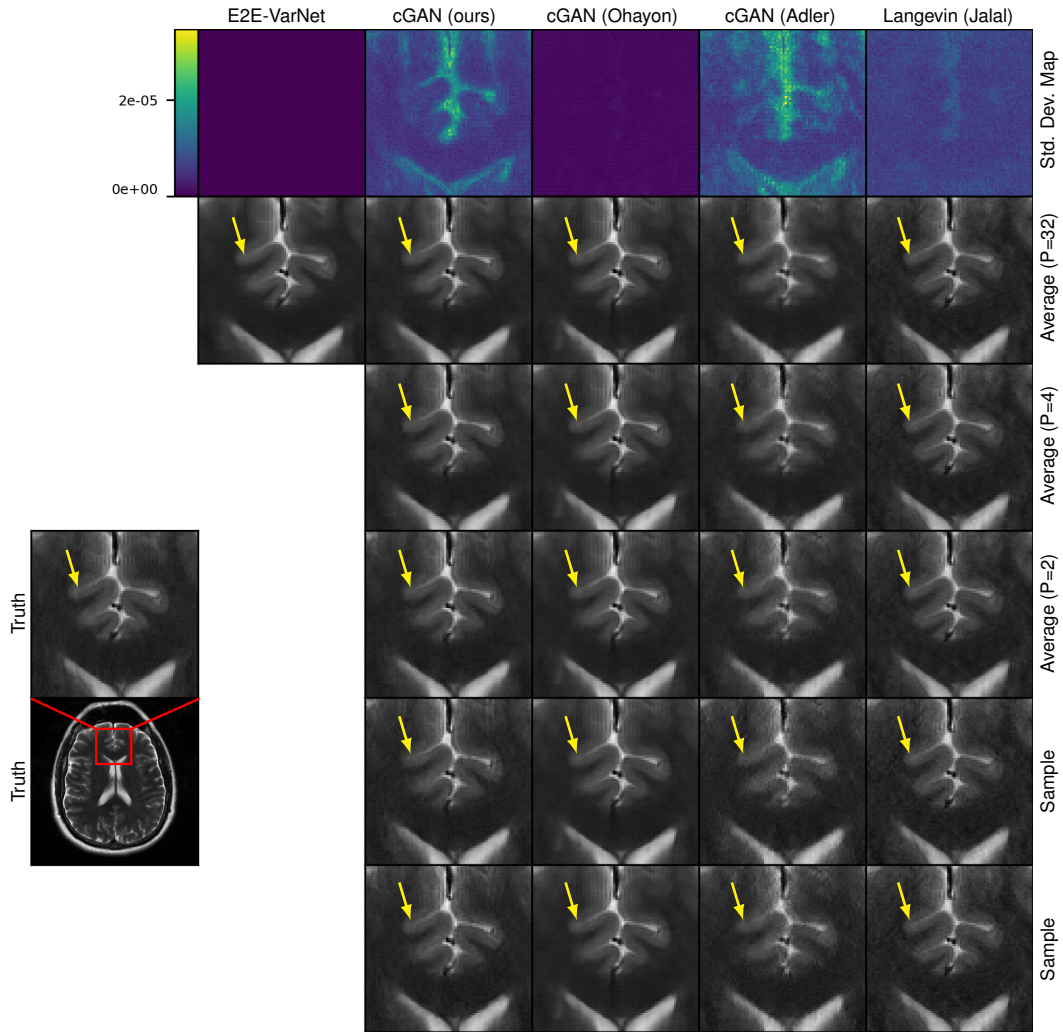 E2E-VarNet
cGAN (ours)
cGAN (Ohayon)
cGAN (Adler)
Langevin (Jalal)
2e-05
0e+00
Std. Dev. Map
Average (P=32)
Average (P=4)
Truth
Average (P=2)
Truth
Sample
Sample